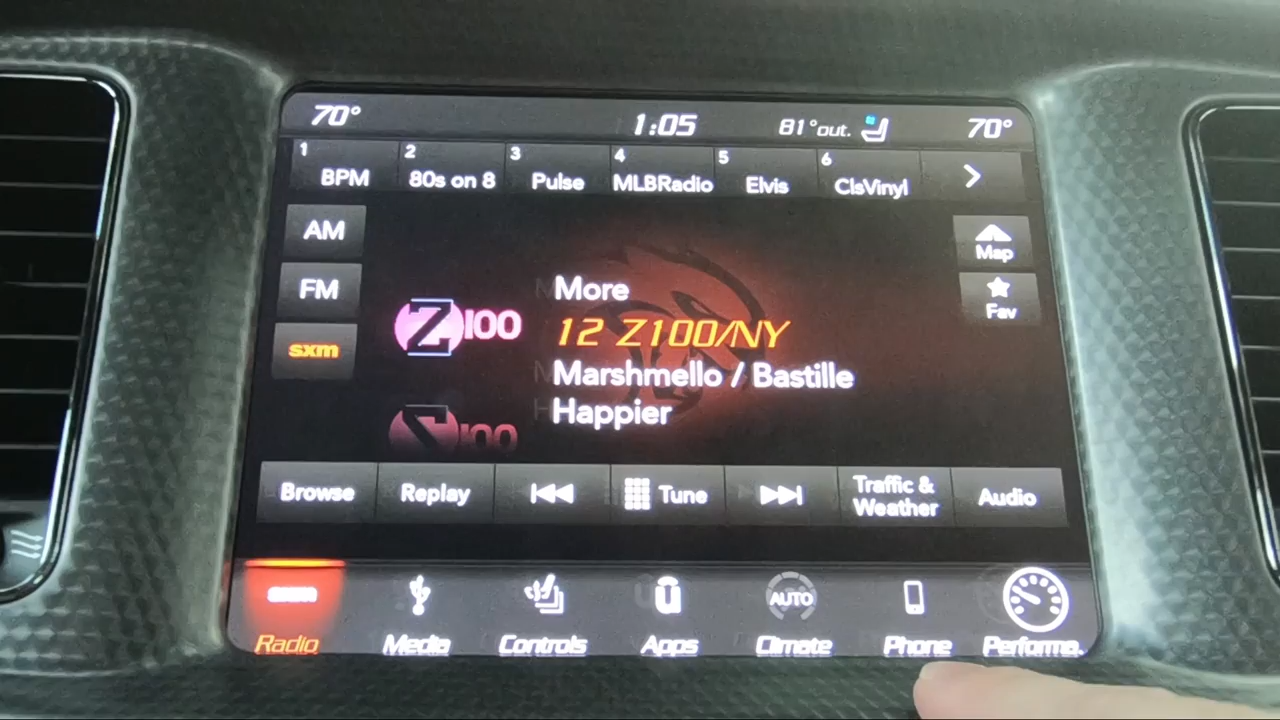 70° 1:05 81°out. 70°
1 BPM 2 80s on 8 3 Pulse 4 MLBRadio 5 Elvis 6 ClsVinyl
AM
FM
sxm
Map
Fav
Z100
More
12 Z100/NY
Marshmello / Bastille
Happier
Browse Replay Tune Traffic & Weather Audio
sxm AUTO
Radio Media Controls Apps Climate Phone Performa.